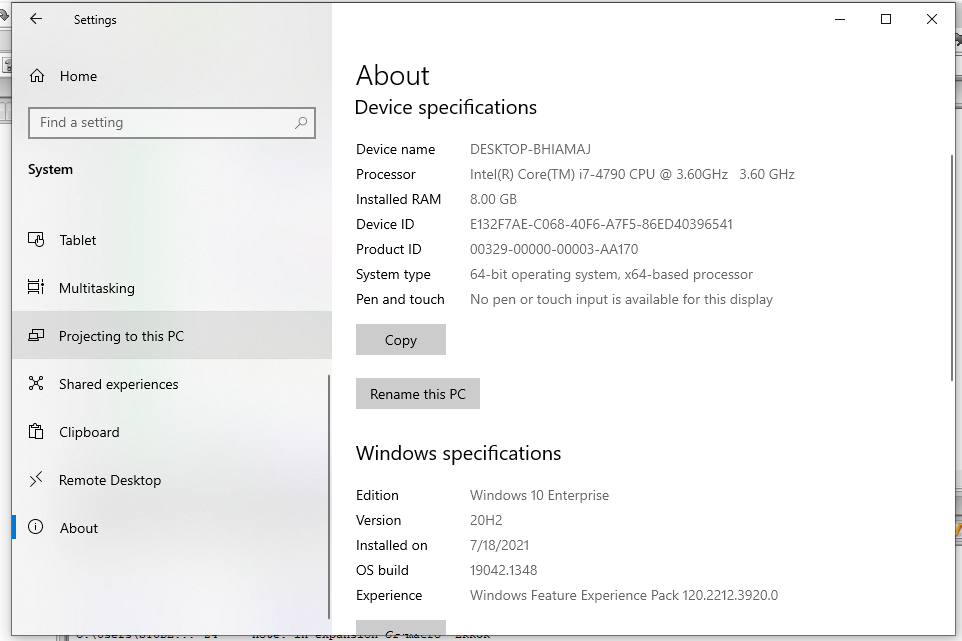 Settings
Home
Find a setting
System
Tablet
Multitasking
Projecting to this PC
Shared experiences
Clipboard
Remote Desktop
About
About
Device specifications
Device name DESKTOP-BHIAMAJ
Processor Intel(R) Core(TM) i7-4790 CPU @ 3.60GHz 3.60 GHz
Installed RAM 8.00 GB
Device ID E132F7AE-C068-40F6-A7F5-86ED40396541
Product ID 00329-00000-00003-AA170
System type 64-bit operating system, x64-based processor
Pen and touch No pen or touch input is available for this display
Copy
Rename this PC
Windows specifications
Edition Windows 10 Enterprise
Version 20H2
Installed on 7/18/2021
OS build 19042.1348
Experience Windows Feature Experience Pack 120.2212.3920.0